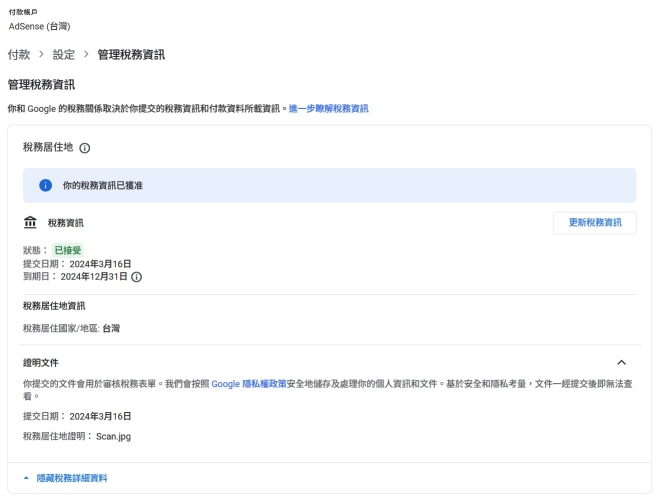 付款帳戶
AdSense (台灣)
付款 > 設定 > 管理稅務資訊
管理稅務資訊
你和 Google 的稅務關係取決於你提交的稅務資訊和付款資料所載資訊。進一步瞭解稅務資訊
稅務居住地
你的稅務資訊已獲准
稅務資訊
更新稅務資訊
狀態： 已接受
提交日期： 2024年3月16日
到期日： 2024年12月31日
稅務居住地資訊
稅務居住國家/地區: 台灣
證明文件
你提交的文件會用於審核稅務表單。我們會按照 Google 隱私權政策安全地儲存及處理你的個人資訊和文件。基於安全和隱私考量，文件一經提交後即無法查
看。
提交日期： 2024年3月16日
稅務居住地證明： Scan.jpg
隱藏稅務詳細資料